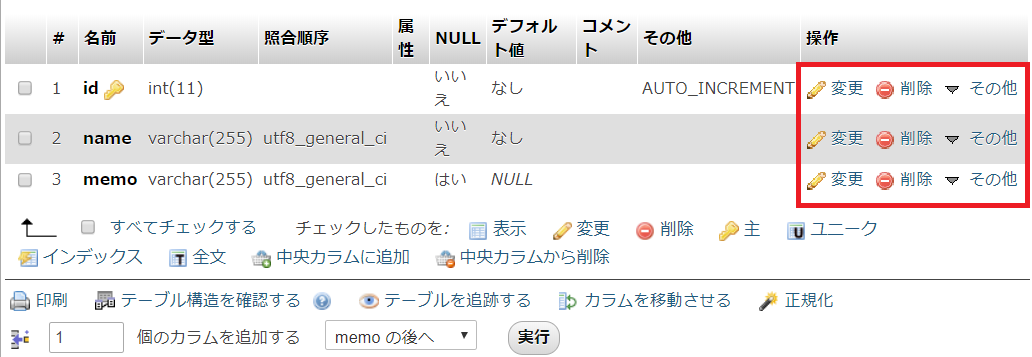 # 名前 データ型 照合順序 属性 NULL デフォルト値 コメント その他 操作
1 id int(11) いいえ なし AUTO_INCREMENT 変更 削除 その他
2 name varchar(255) utf8_general_ci いいえ なし 変更 削除 その他
3 memo varchar(255) utf8_general_ci はい NULL 変更 削除 その他
すべてチェックする チェックしたものを: 表示 変更 削除 主 ユニーク
インデックス 全文 中央カラムに追加 中央カラムから削除
印刷 テーブル構造を確認する テーブルを追跡する カラムを移動させる 正規化
1 個のカラムを追加する memo の後へ 実行